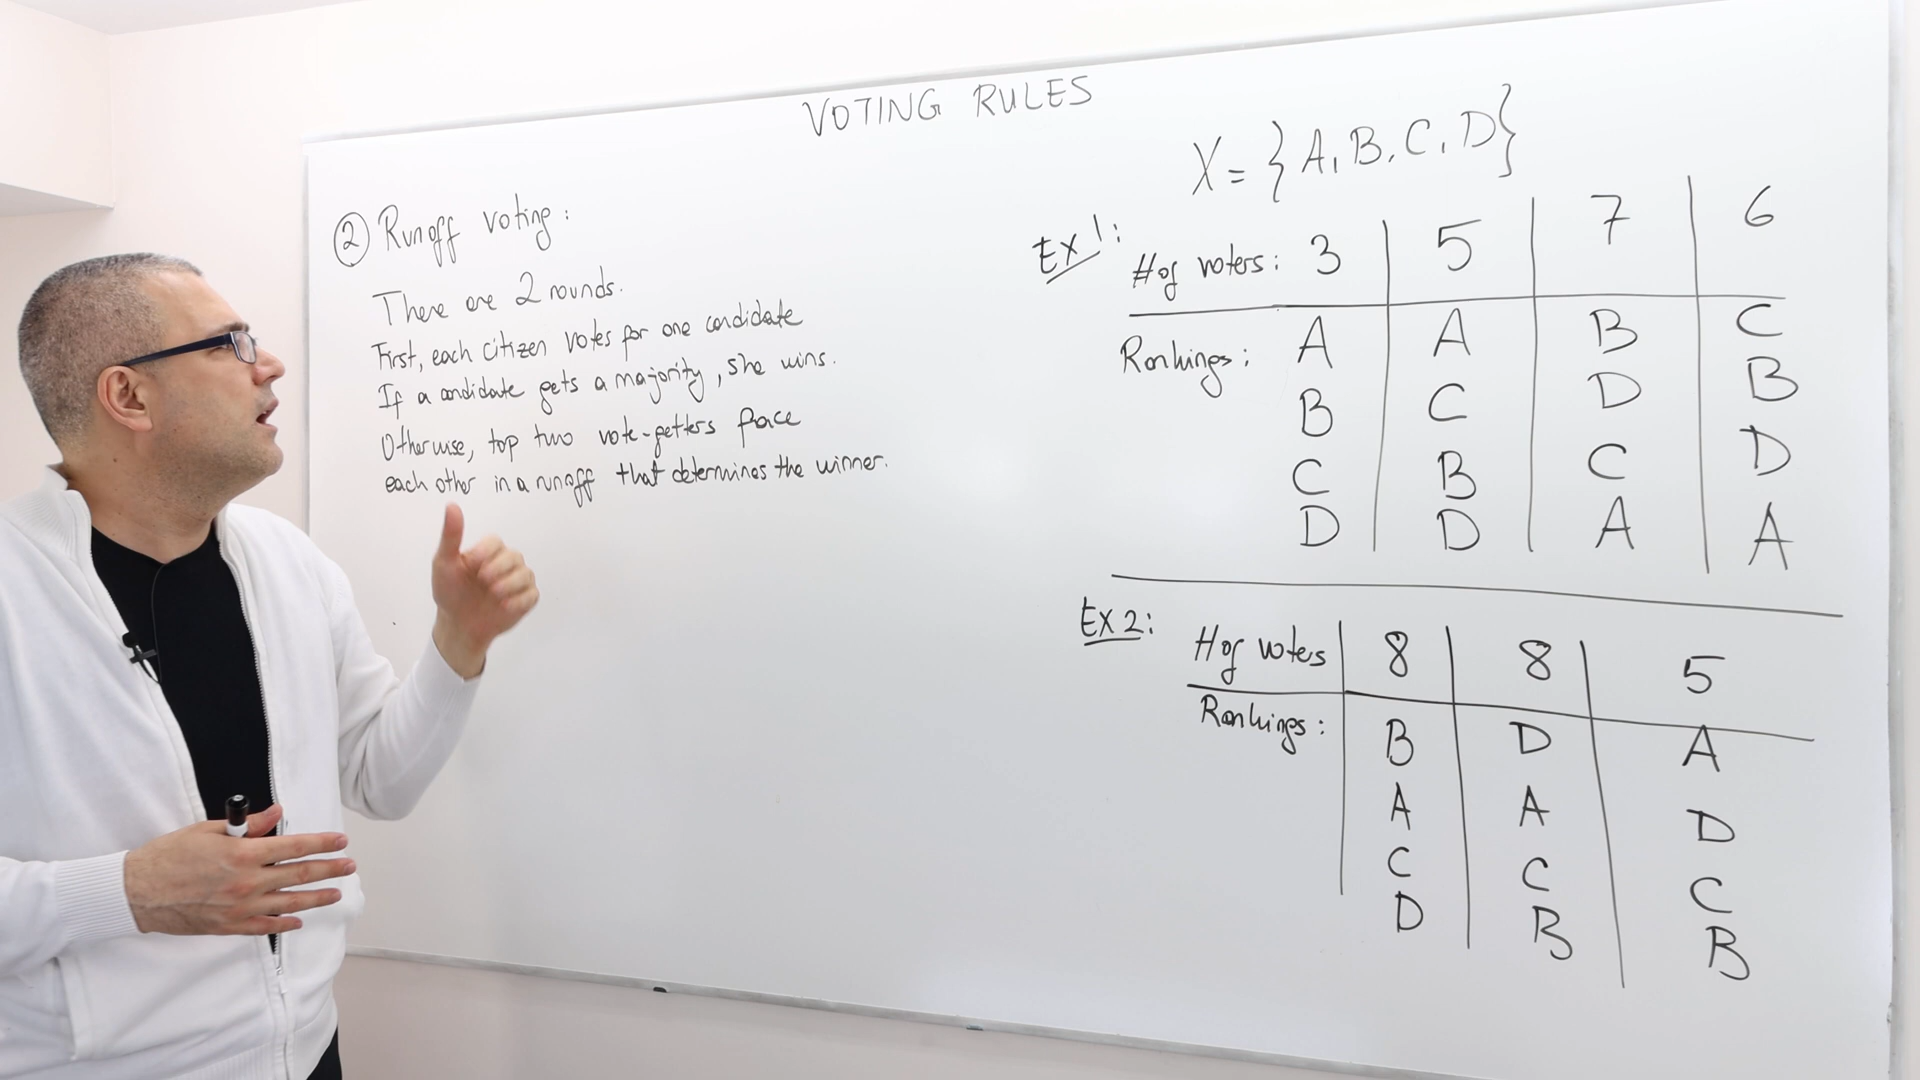 VOTING RULES
② Runoff voting:
There are 2 rounds.
First, each citizen votes for one candidate
If a candidate gets a majority, she wins.
Otherwise, top two vote-getters face
each other in a runoff that determines the winner.
X = {A, B, C, D}
Ex 1:
# of voters: 3 5 7 6
Rankings: A A B C
B C D B
C B C D
D D A A
Ex 2:
# of voters 8 8 5
Rankings: B D A
A A D
C C C
D B B